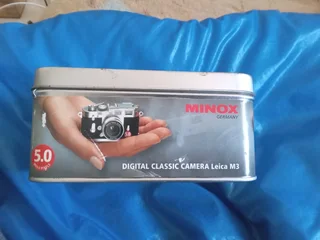 MINOX
GERMANY
5.0
DIGITAL CLASSIC CAMERA Leica M3